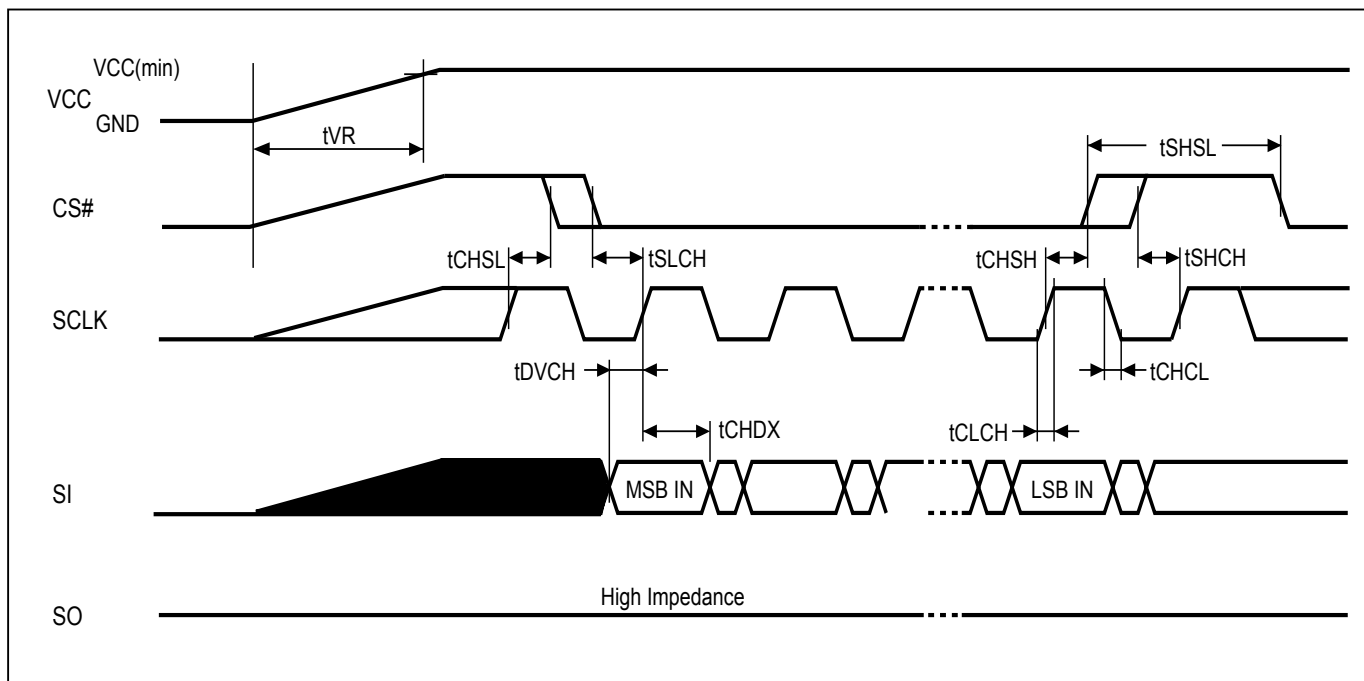 VCC(min)
VCC
GND
tVR
tSHSL
CS#
tCHSL
tSLCH
tCHSH
tSHCH
SCLK
tDVCH
tCHCL
tCHDX
tCLCH
SI
MSB IN
LSB IN
High Impedance
SO